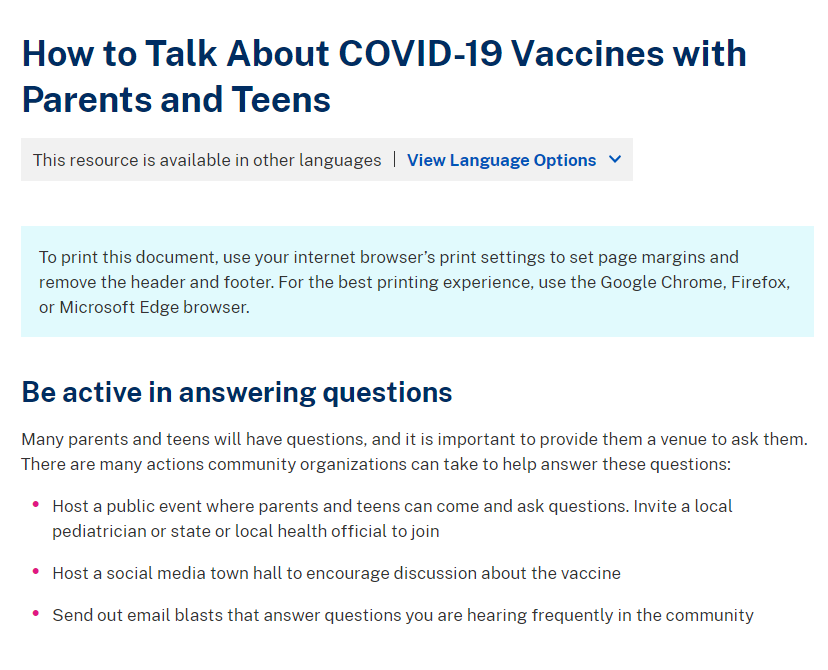 How to Talk About COVID-19 Vaccines with
Parents and Teens
This resource is available in other languages | View Language Options
To print this document, use your internet browser’s print settings to set page margins and
remove the header and footer. For the best printing experience, use the Google Chrome, Firefox,
or Microsoft Edge browser.
Be active in answering questions
Many parents and teens will have questions, and it is important to provide them a venue to ask them.
There are many actions community organizations can take to help answer these questions:
• Host a public event where parents and teens can come and ask questions. Invite a local
pediatrician or state or local health official to join
• Host a social media town hall to encourage discussion about the vaccine
• Send out email blasts that answer questions you are hearing frequently in the community